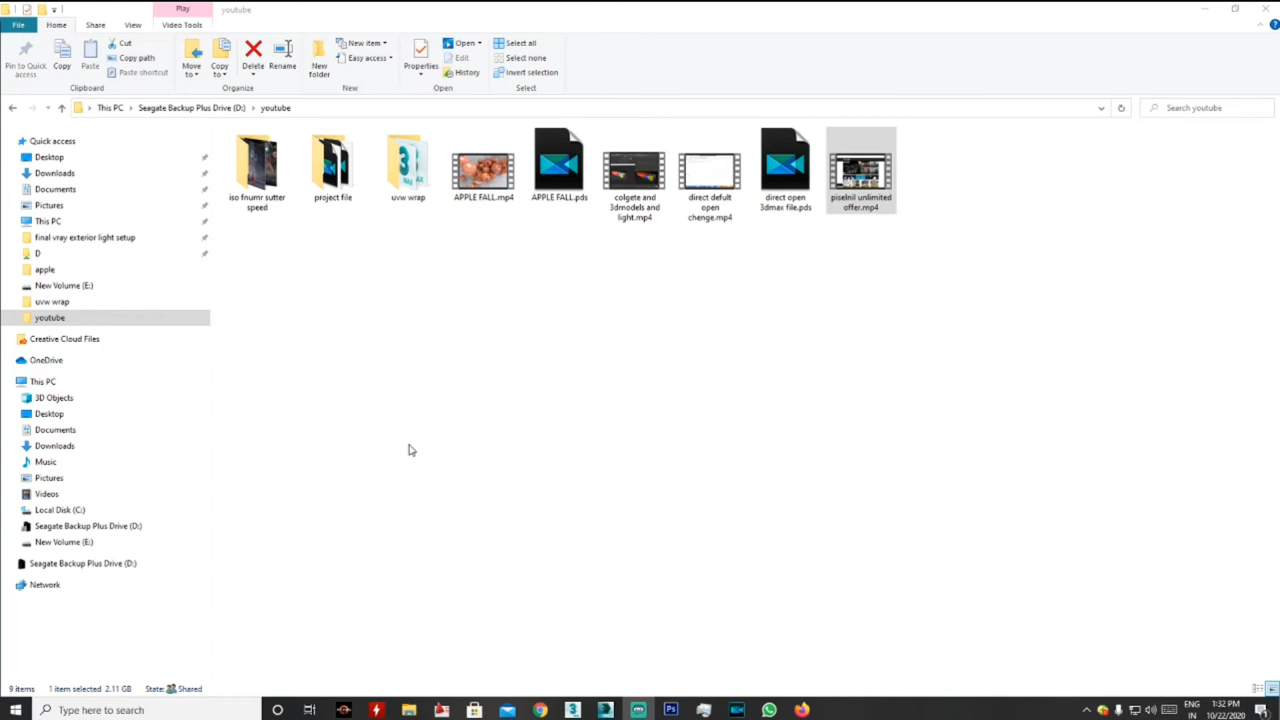 Play
youtube
File
Home
Share
View
Video Tools
Pin to Quick access
Copy
Paste
Cut
Copy path
Paste shortcut
Clipboard
Move to
Copy to
Delete
Rename
Organize
New folder
New item
Easy access
New
Properties
Open
Edit
History
Open
Select all
Select none
Invert selection
Select
This PC
Seagate Backup Plus Drive (D:)
youtube
Search youtube
Quick access
Desktop
Downloads
Documents
Pictures
This PC
final vray exterior light setup
D
apple
New Volume (E:)
uvw wrap
youtube
Creative Cloud Files
OneDrive
This PC
3D Objects
Desktop
Documents
Downloads
Music
Pictures
Videos
Local Disk (C:)
Seagate Backup Plus Drive (D:)
New Volume (E:)
Seagate Backup Plus Drive (D:)
Network
iso fnumr sutter
speed
project file
uvw wrap
APPLE FALL.mp4
APPLE FALL.pds
colgete and
3dmodels and
light.mp4
direct defult
open
chenge.mp4
direct open
3dmax file.pds
piselnil unlimited
offer.mp4
9 items
1 item selected 2.11 GB
State:
Shared
Type here to search
ENG
IN
1:32 PM
10/22/2020